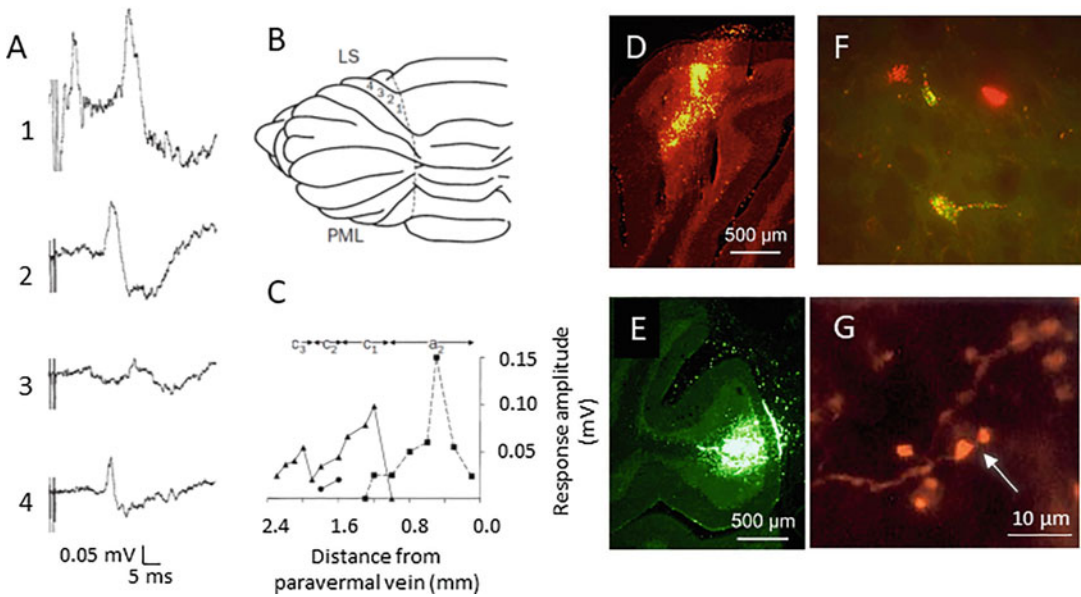 A
1
2
3
4
0.05 mV
5 ms
B
LS
4 3 2 1
PML
C
c3 c2 c1 a2
0.15
0.10
0.05
Response amplitude
(mV)
2.4 1.6 0.8 0.0
Distance from
paravermal vein (mm)
D
500 µm
E
500 µm
F
G
10 µm